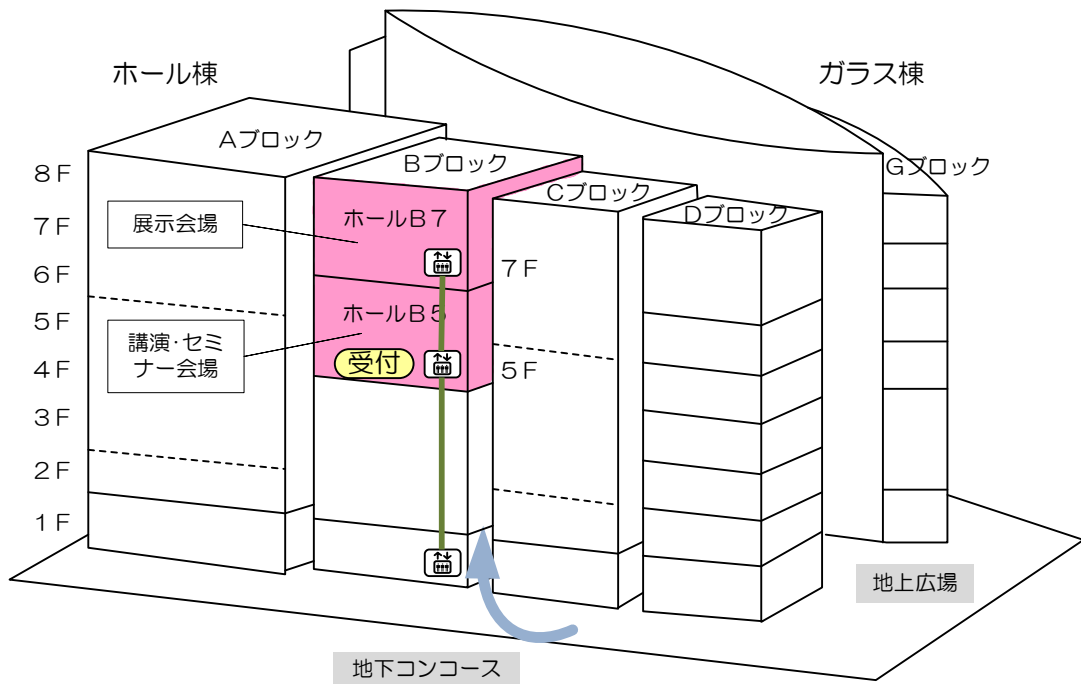 ホール棟
ガラス棟
Aブロック
Bブロック
Cブロック
Dブロック
Gブロック
8F
7F
6F
5F
4F
3F
2F
1F
展示会場
講演・セミ
ナー会場
ホールB7
ホールB5
受付
7F
5F
地上広場
地下コンコース